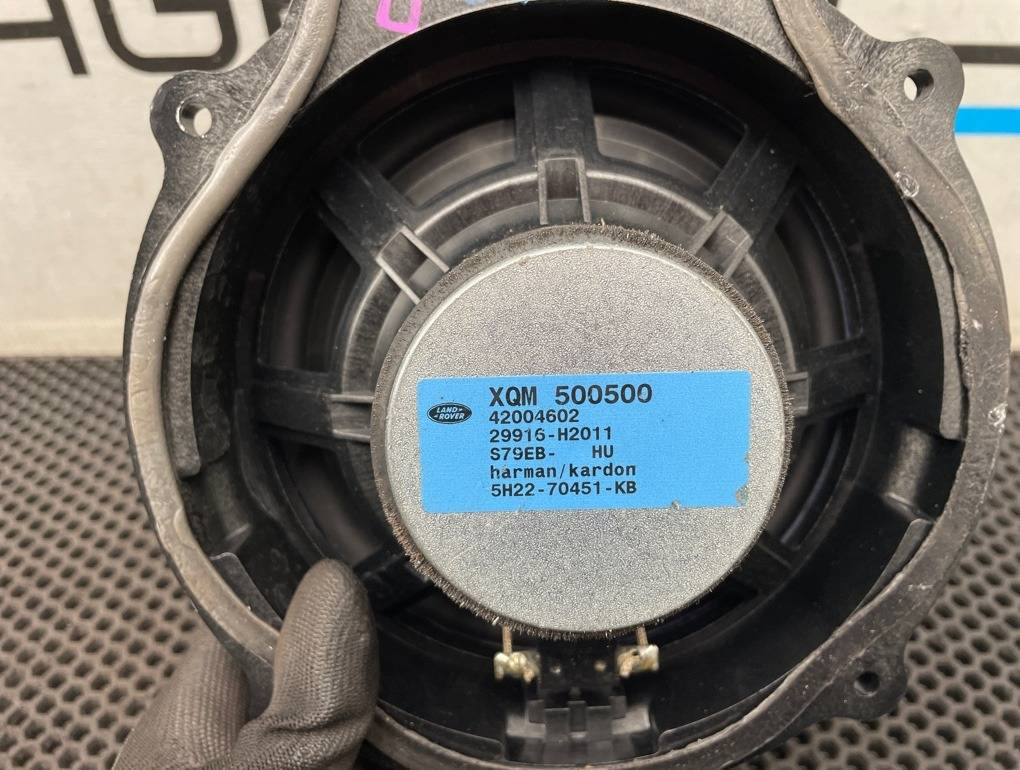 XQM 500500
LAND-
-ROVER
42004602
29916-H2011
S79EB- HU
harman/kardon
5H22-70451-KB